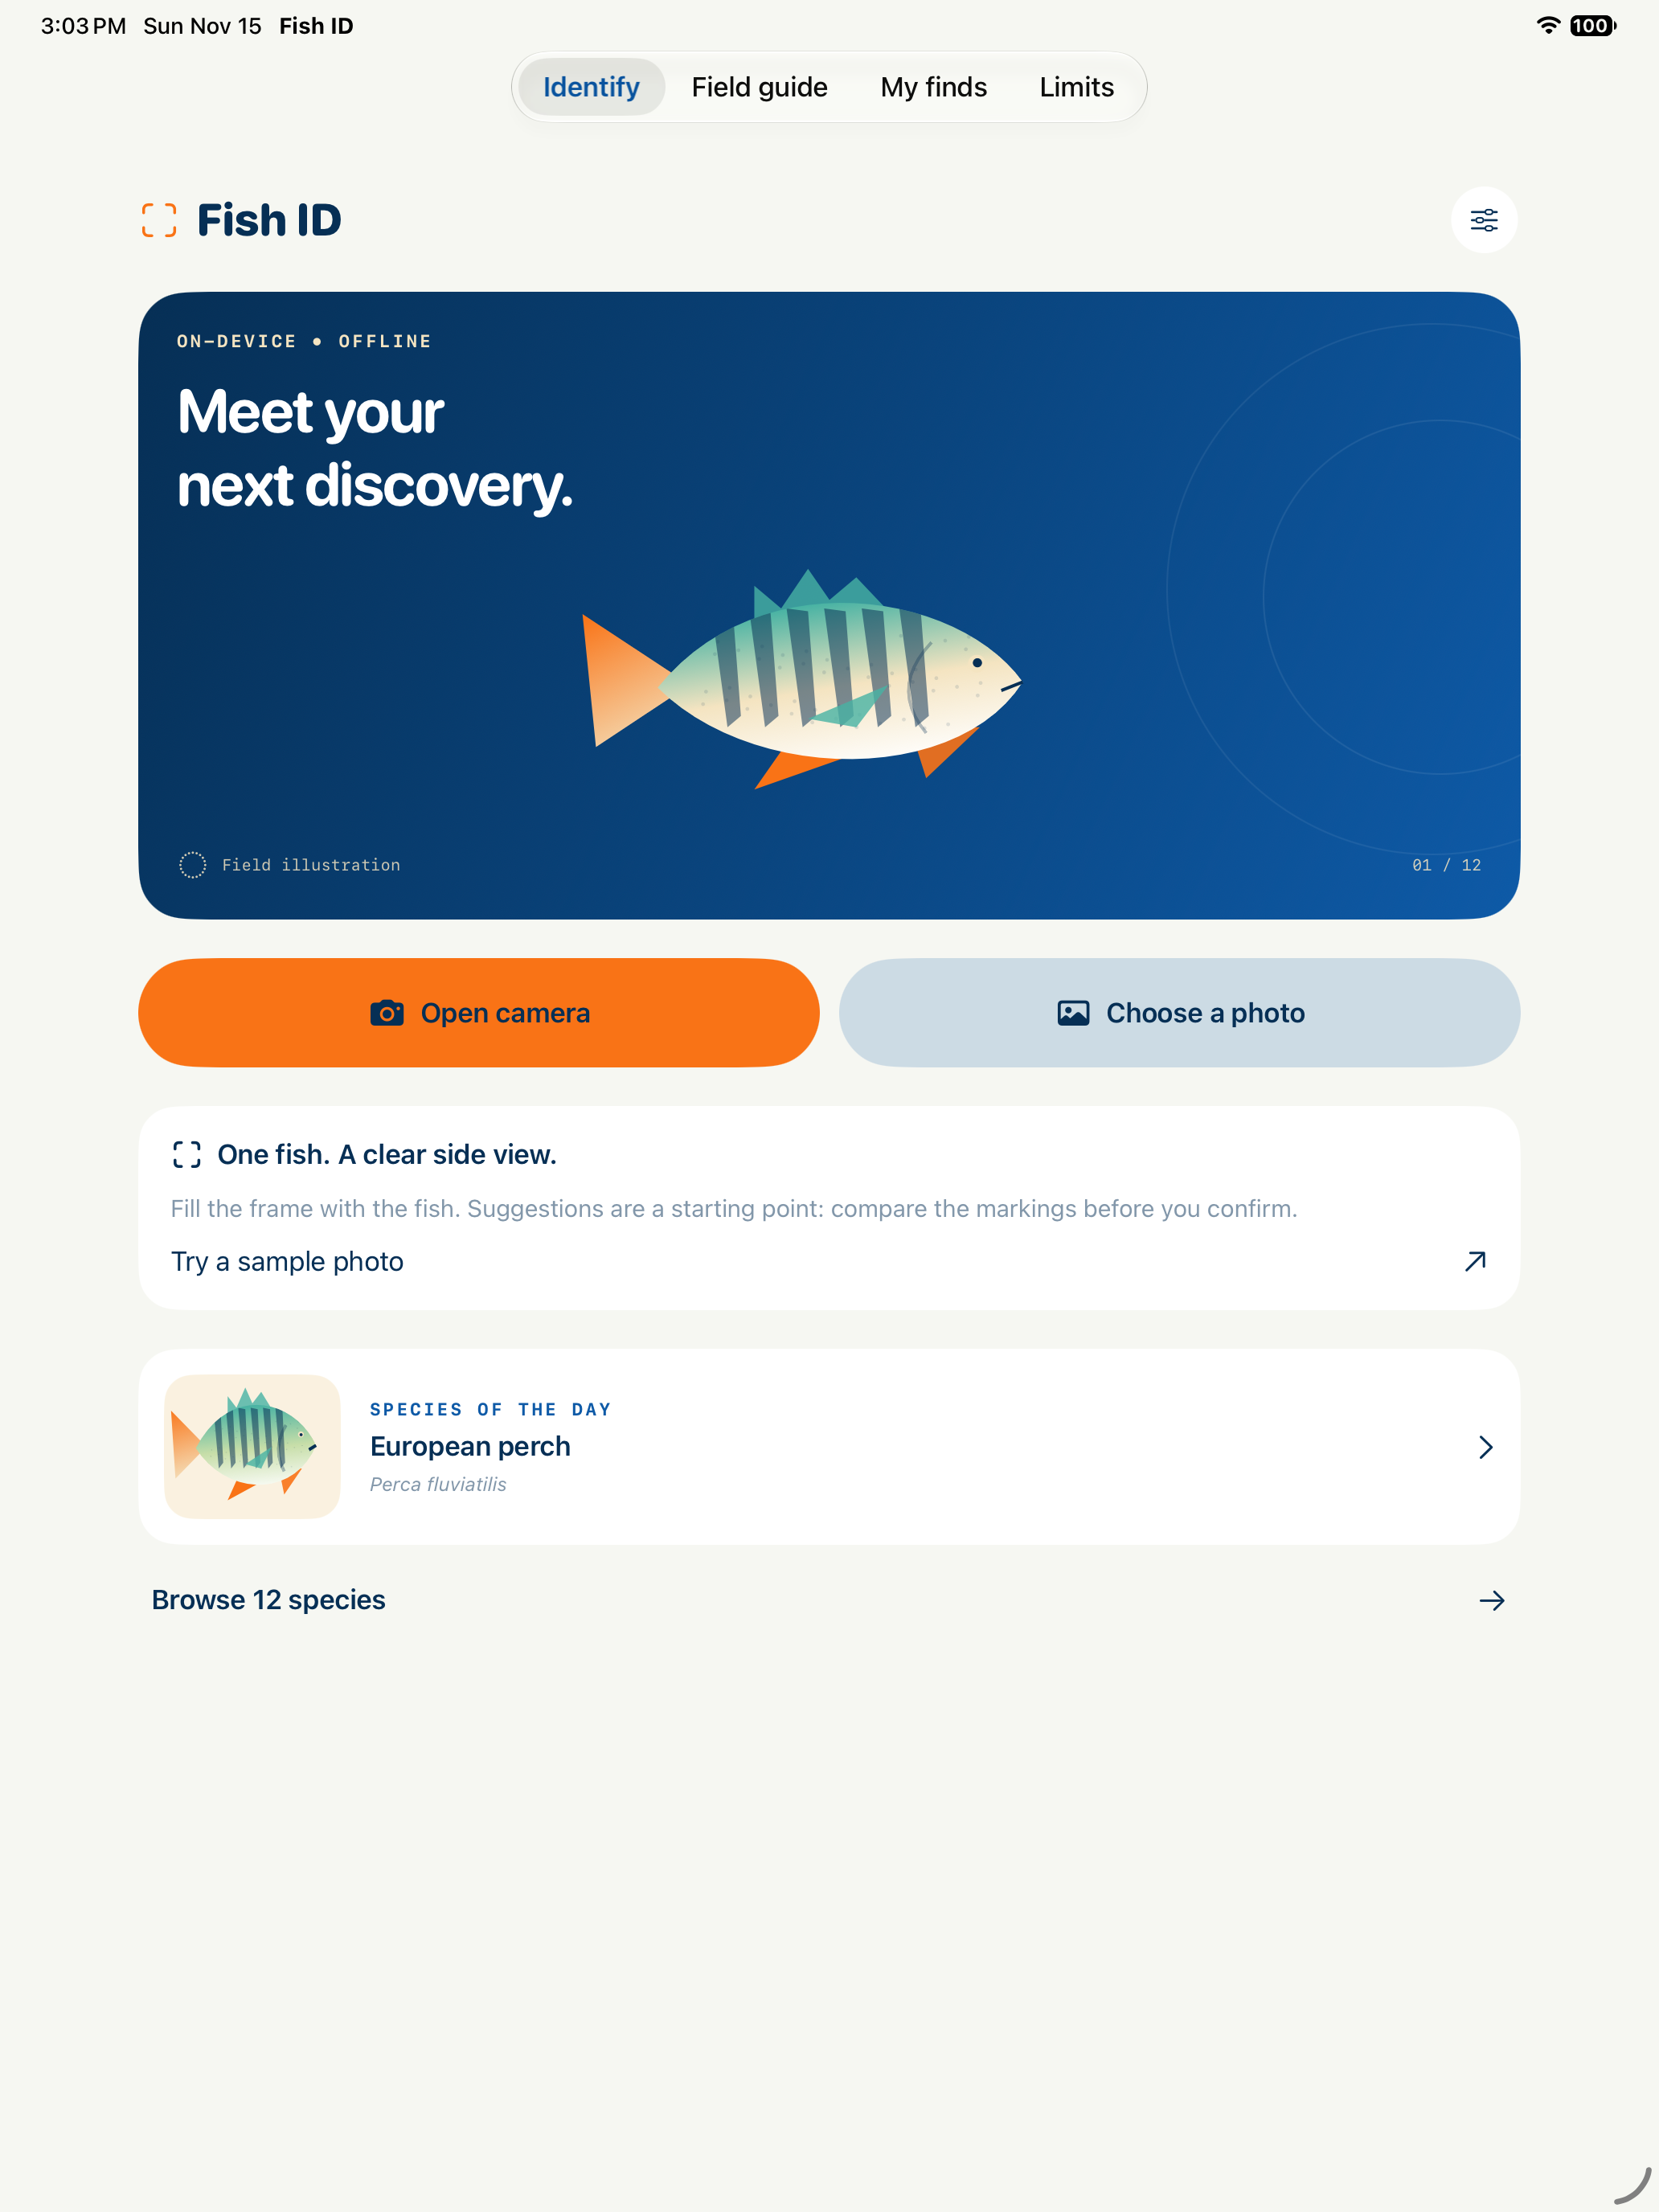 3:03 PM Sun Nov 15 Fish ID
100
Identify Field guide My finds Limits
Fish ID
ON–DEVICE • OFFLINE
Meet your
next discovery.
Field illustration
01 / 12
Open camera
Choose a photo
One fish. A clear side view.
Fill the frame with the fish. Suggestions are a starting point: compare the markings before you confirm.
Try a sample photo
SPECIES OF THE DAY
European perch
Perca fluviatilis
Browse 12 species